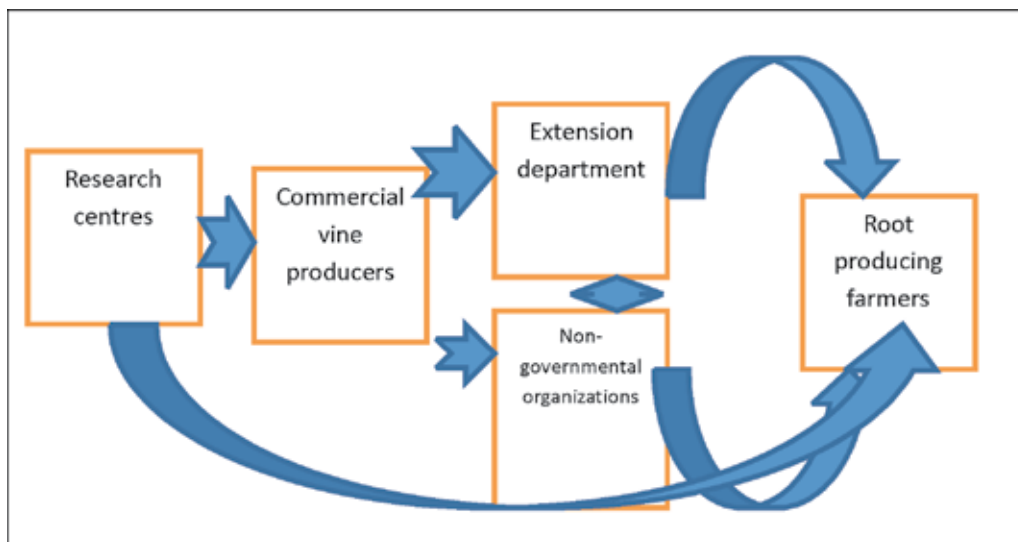 Research
centres
Commercial
vine
producers
Extension
department
Non-
governmental
organizations
Root
producing
farmers